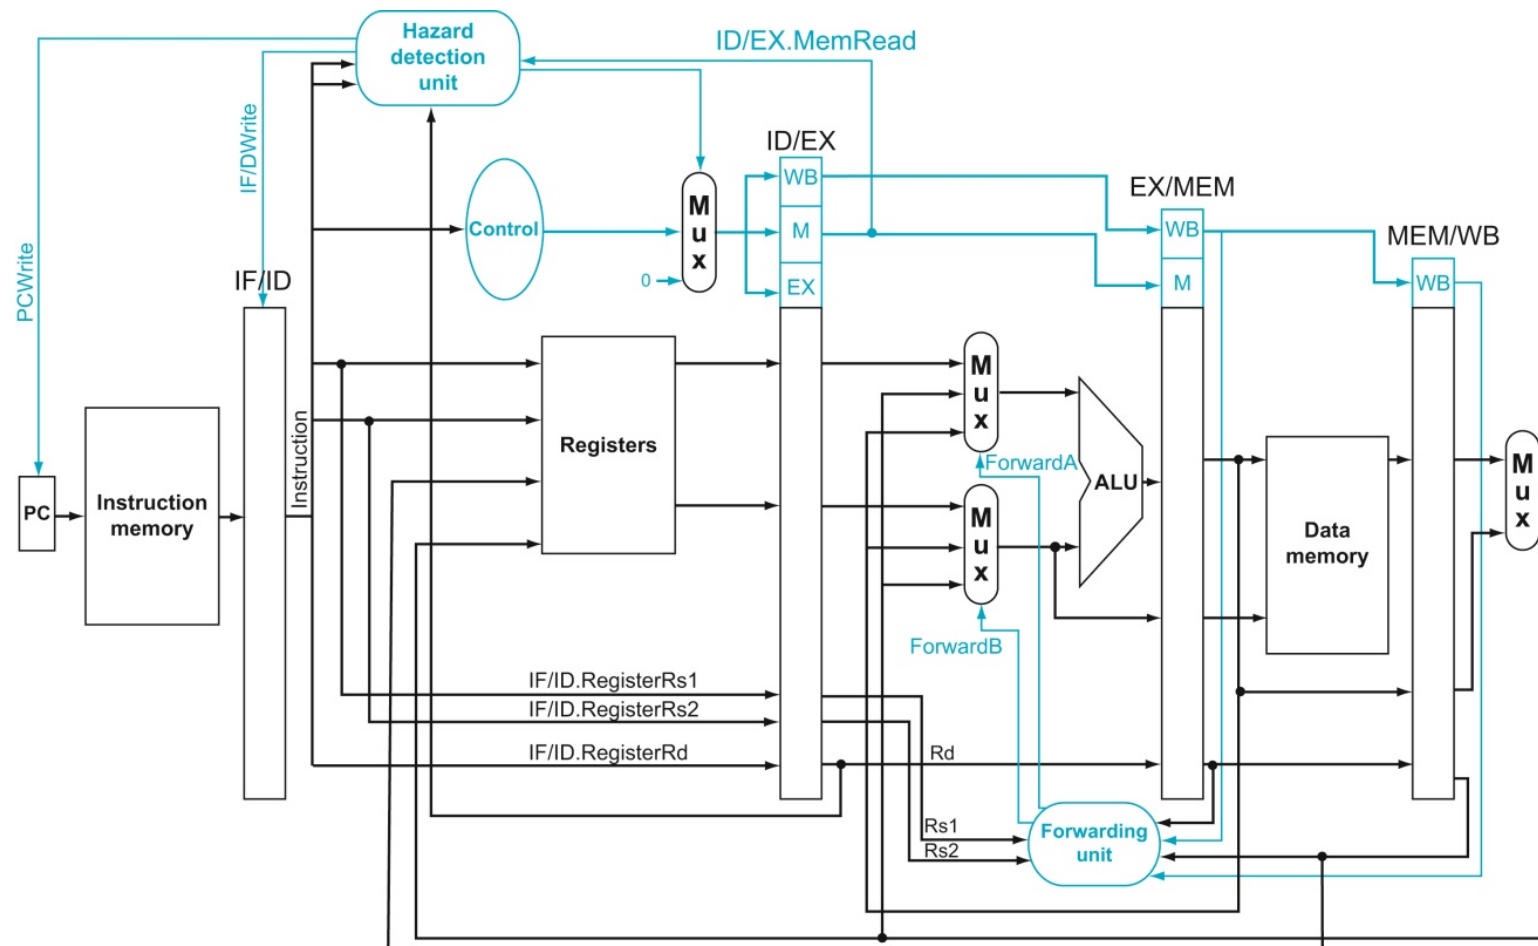 Hazard
detection
unit
ID/EX.MemRead
IF/DWrite
PCWrite
ID/EX
WB
M
EX
EX/MEM
WB
M
MEM/WB
WB
Control
M
u
x
0
IF/ID
PC
Instruction
memory
Instruction
Registers
M
u
x
ForwardA
M
u
x
ForwardB
ALU
Data
memory
M
u
x
IF/ID.RegisterRs1
IF/ID.RegisterRs2
IF/ID.RegisterRd
Rd
Rs1
Rs2
Forwarding
unit